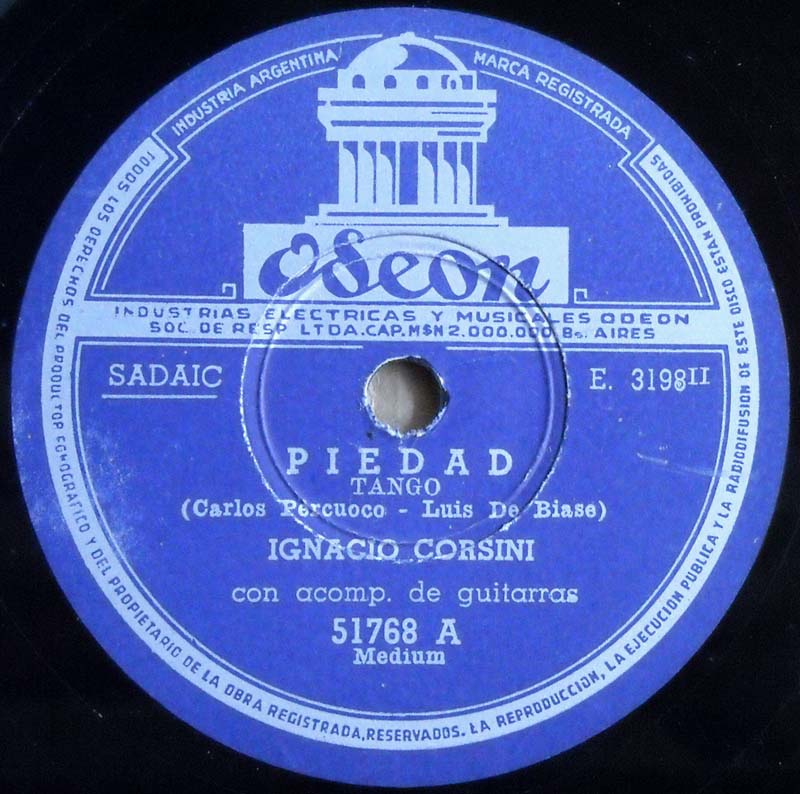 INDUSTRIA ARGENTINA
MARCA REGISTRADA
Odeon
INDUSTRIAS ELECTRICAS Y MUSICALES ODEON
SOC. DE RESP. LTDA. CAP. M$N 2.000.000 Bs. AIRES
SADAIC
E. 3198II
PIEDAD
TANGO
(Carlos Percuoco - Luis De Biase)
IGNACIO CORSINI
con acomp. de guitarras
51768 A
Medium
TODOS LOS DERECHOS DEL PRODUCTOR FONOGRAFICO Y DEL PROPIETARIO DE LA OBRA REGISTRADA, RESERVADOS. LA REPRODUCCION, LA EJECUCION PUBLICA Y LA RADIODIFUSION DE ESTE DISCO ESTAN PROHIBIDAS